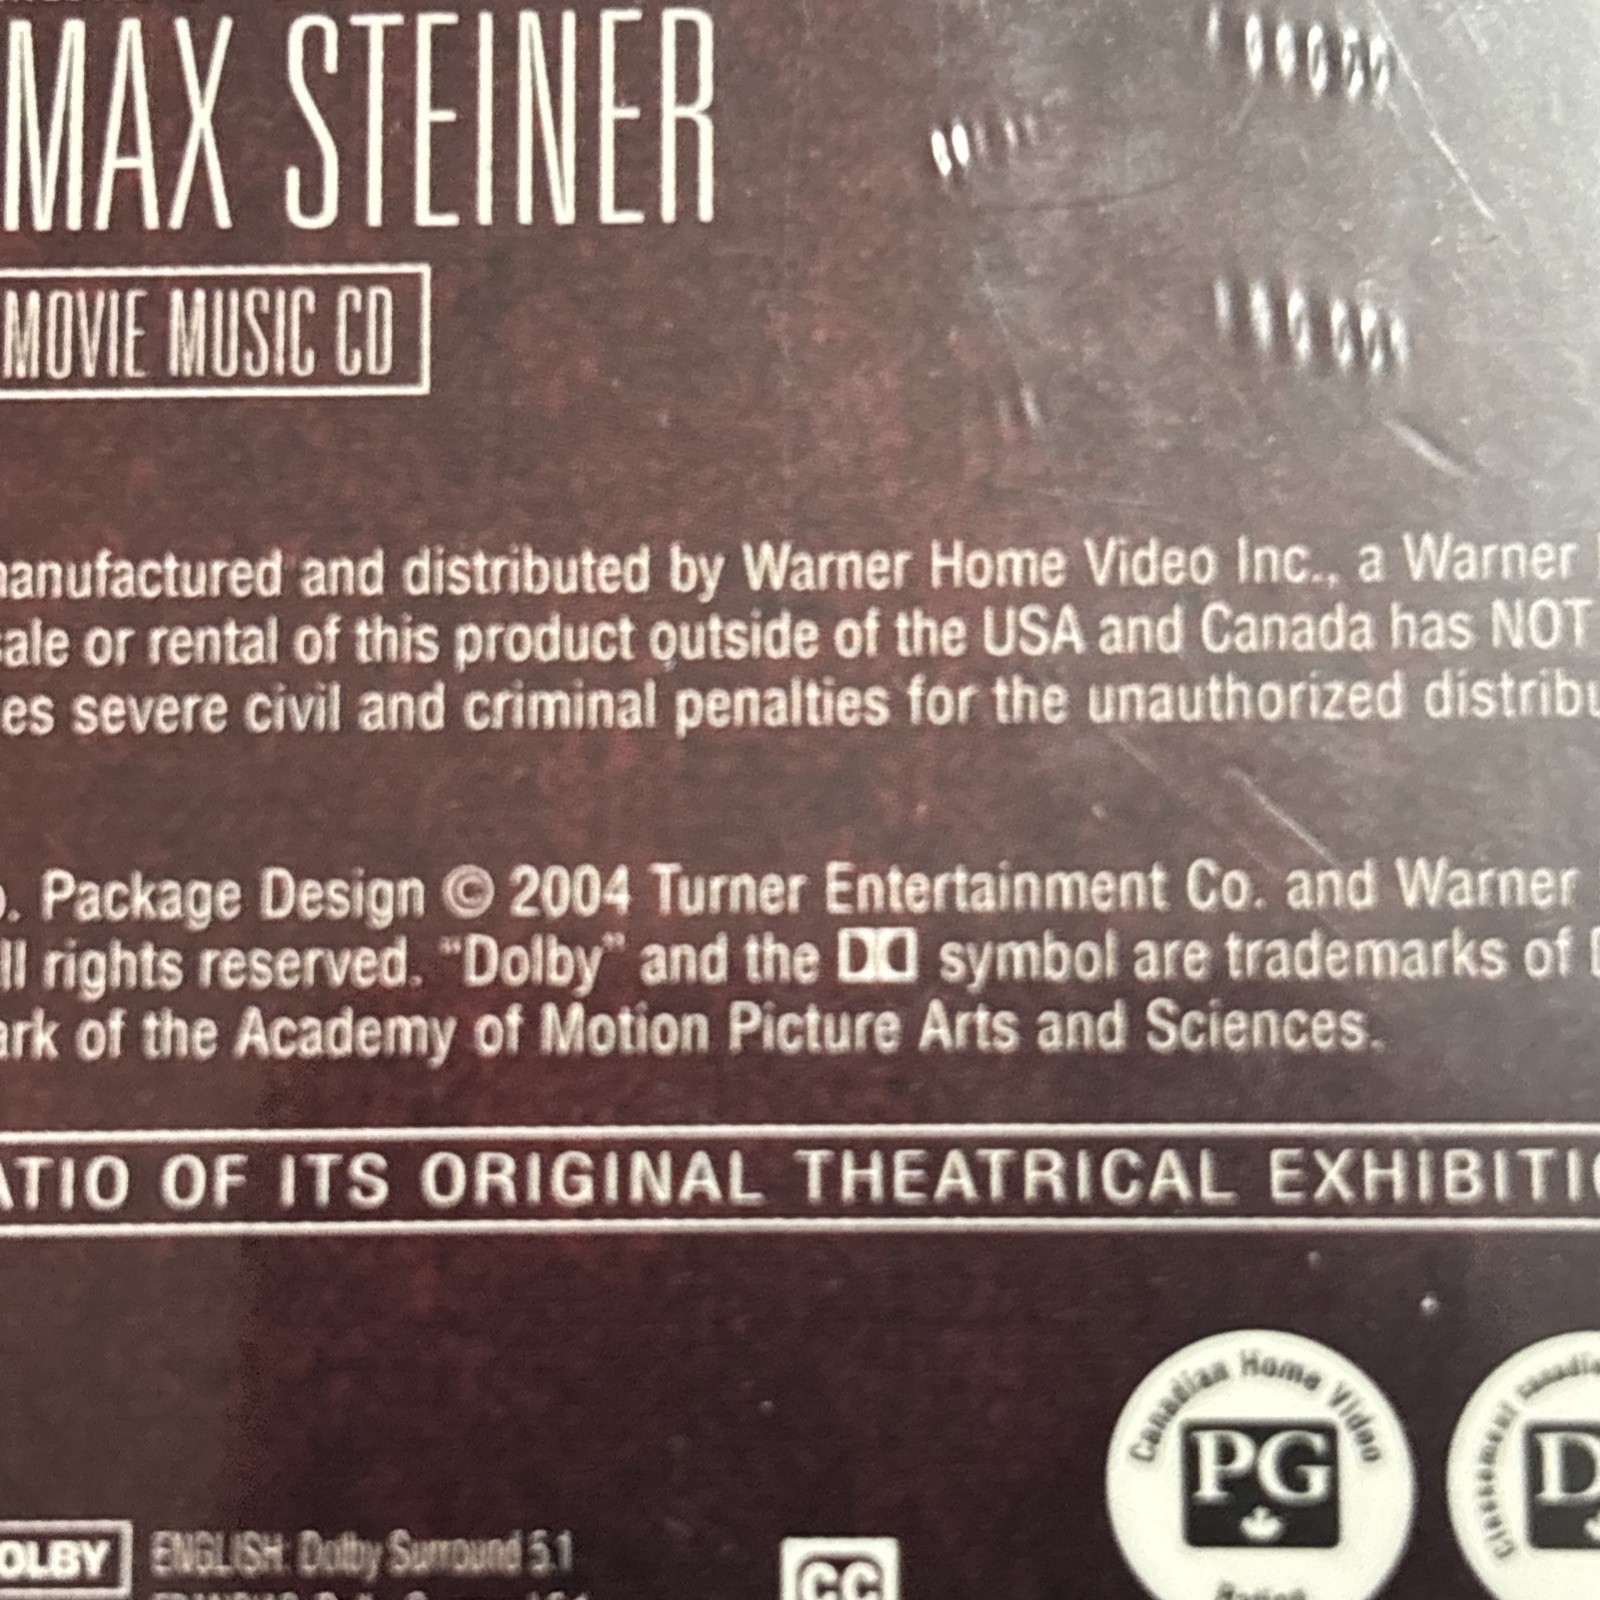 MAX STEINER
MOVIE MUSIC CD
manufactured and distributed by Warner Home Video Inc., a Warner
sale or rental of this product outside of the USA and Canada has NOT
es severe civil and criminal penalties for the unauthorized distribu
o. Package Design © 2004 Turner Entertainment Co. and Warner
ll rights reserved. “Dolby” and the symbol are trademarks of D
ark of the Academy of Motion Picture Arts and Sciences.
ATIO OF ITS ORIGINAL THEATRICAL EXHIBITIO
Canadian Home Video
PG
Rating
Classement
D
OLBY
ENGLISH: Dolby Surround 5.1
CC